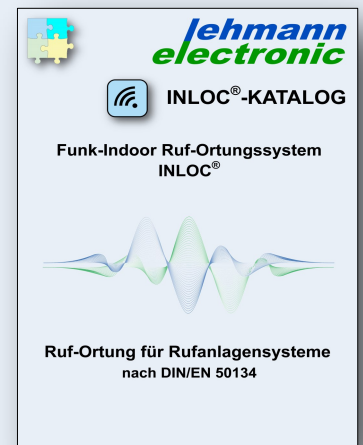 lehmann
electronic
INLOC®-KATALOG
Funk-Indoor Ruf-Ortungssystem
INLOC®
Ruf-Ortung für Rufanlagensysteme
nach DIN/EN 50134